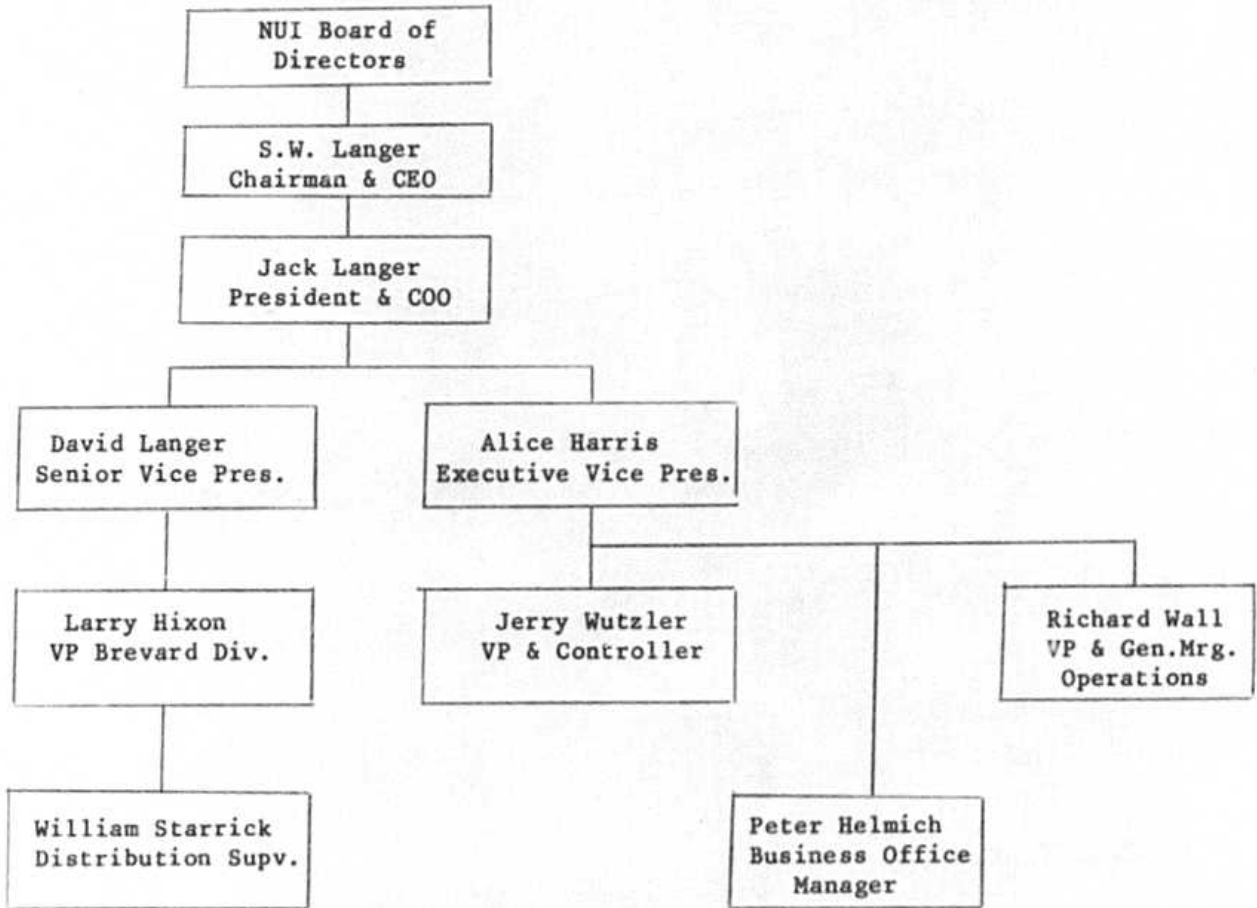 NUI Board of
Directors
S.W. Langer
Chairman & CEO
Jack Langer
President & COO
David Langer
Senior Vice Pres.
Alice Harris
Executive Vice Pres.
Larry Hixon
VP Brevard Div.
Jerry Wutzler
VP & Controller
Richard Wall
VP & Gen.Mrg.
Operations
William Starrick
Distribution Supv.
Peter Helmich
Business Office
Manager